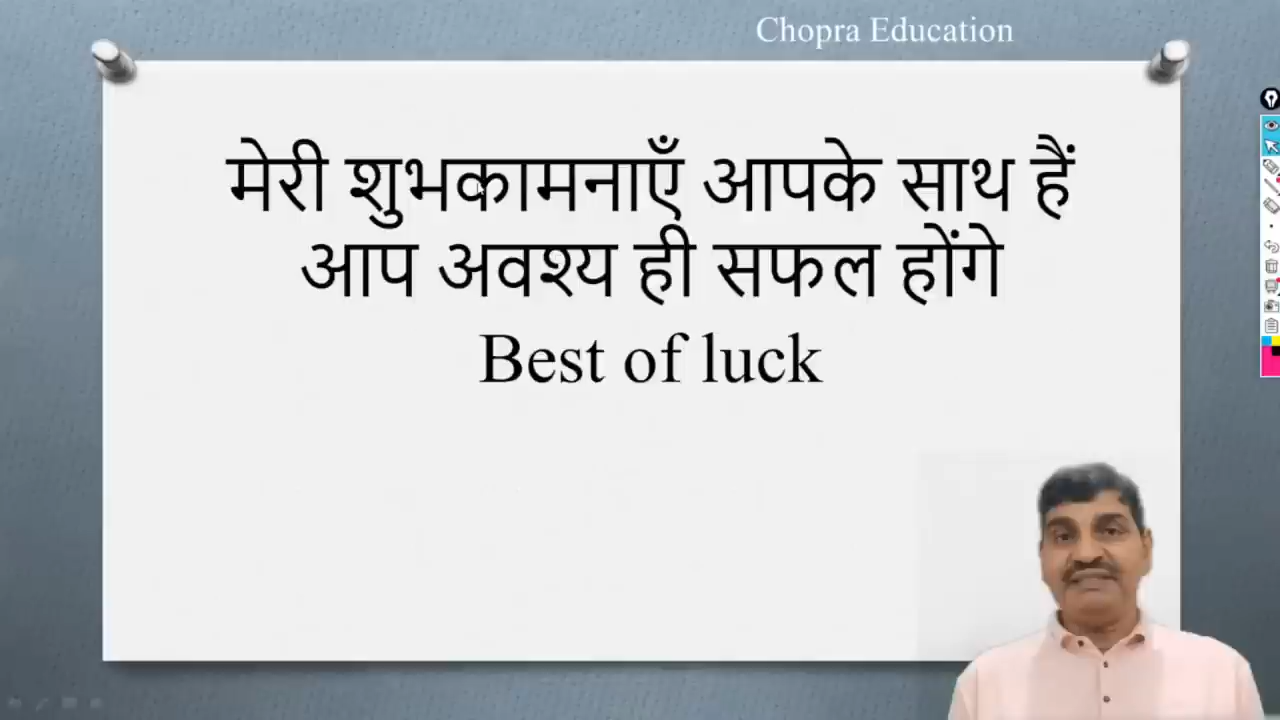 Chopra Education
मेरी शुभकामनाएँ आपके साथ हैं
आप अवश्य ही सफल होंगे
Best of luck